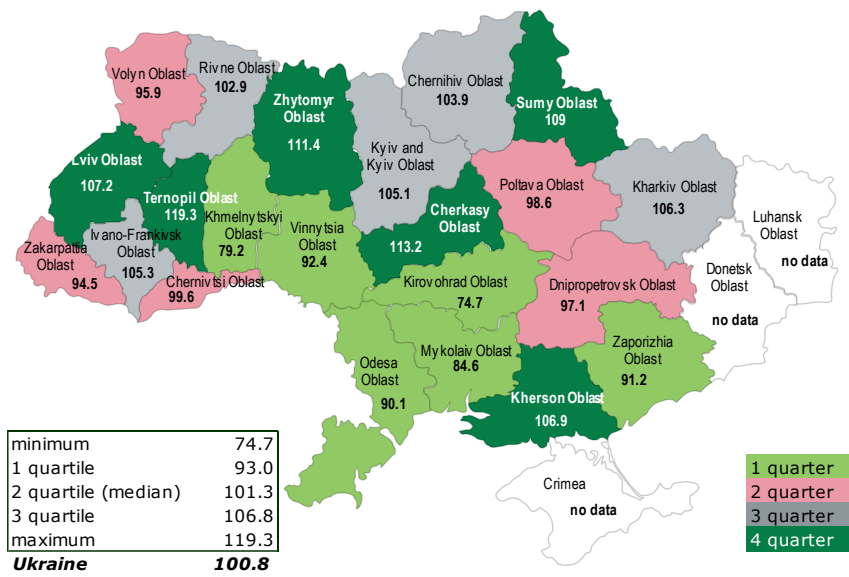 Volyn Oblast
95.9
Rivne Oblast
102.9
Zhytomyr
Oblast
111.4
Chernihiv Oblast
103.9
Sumy Oblast
109
Kyiv and
Kyiv Oblast
105.1
Lviv Oblast
107.2
Ternopil Oblast
119.3
Khmelnytskyi
Oblast
79.2
Vinnytsia
Oblast
92.4
Cherkasy
Oblast
113.2
Poltava Oblast
98.6
Kharkiv Oblast
106.3
Luhansk
Oblast
no data
Donetsk
Oblast
no data
Zakarpattia
Oblast
94.5
Ivano-Frankivsk
Oblast
105.3
Chernivtsi Oblast
99.6
Kirovohrad Oblast
74.7
Dnipropetrovsk Oblast
97.1
Zaporizhia
Oblast
91.2
Odesa
Oblast
90.1
Mykolaiv Oblast
84.6
Kherson Oblast
106.9
Crimea
no data
minimum 74.7
1 quartile 93.0
2 quartile (median) 101.3
3 quartile 106.8
maximum 119.3
Ukraine 100.8
1 quarter
2 quarter
3 quarter
4 quarter